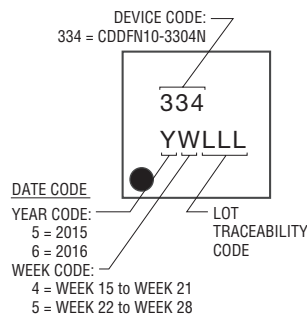 DEVICE CODE:
334 = CDDFN10-3304N
334
YWLLL
DATE CODE
YEAR CODE:
5 = 2015
6 = 2016
WEEK CODE:
4 = WEEK 15 to WEEK 21
5 = WEEK 22 to WEEK 28
LOT
TRACEABILITY
CODE